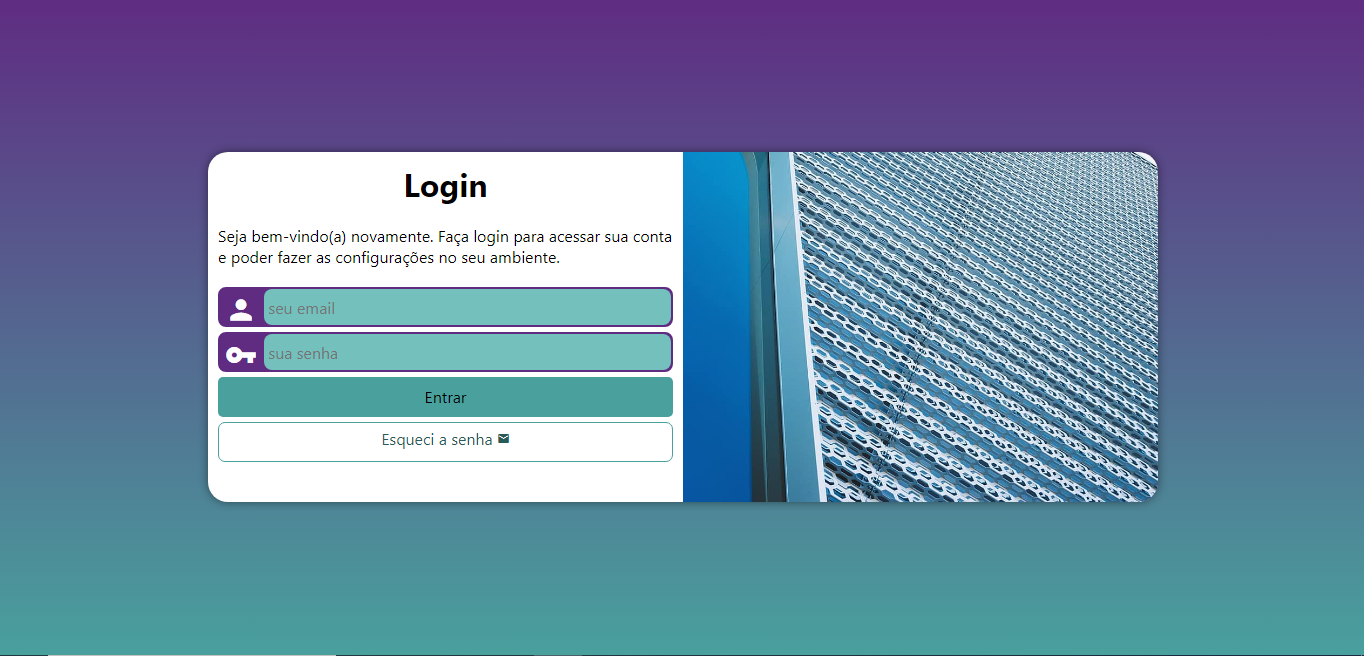 Login
Seja bem-vindo(a) novamente. Faça login para acessar sua conta
e poder fazer as configurações no seu ambiente.
seu email
sua senha
Entrar
Esqueci a senha